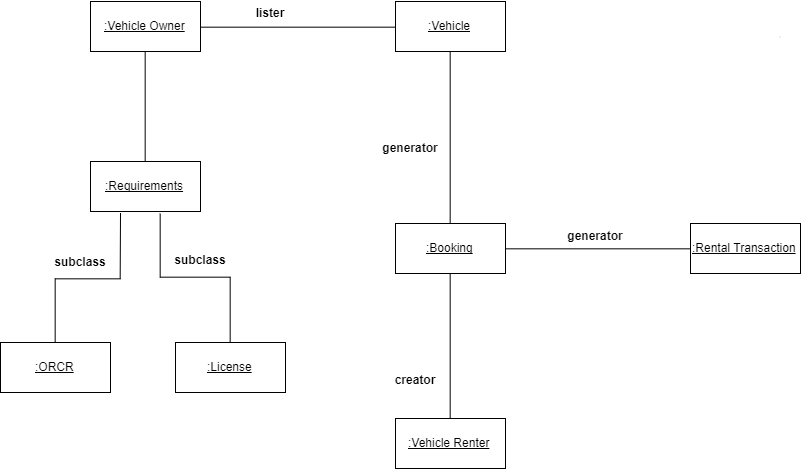 :Vehicle Owner
lister
:Vehicle
generator
:Requirements
subclass
subclass
:Booking
generator
:Rental Transaction
:ORCR
:License
creator
:Vehicle Renter